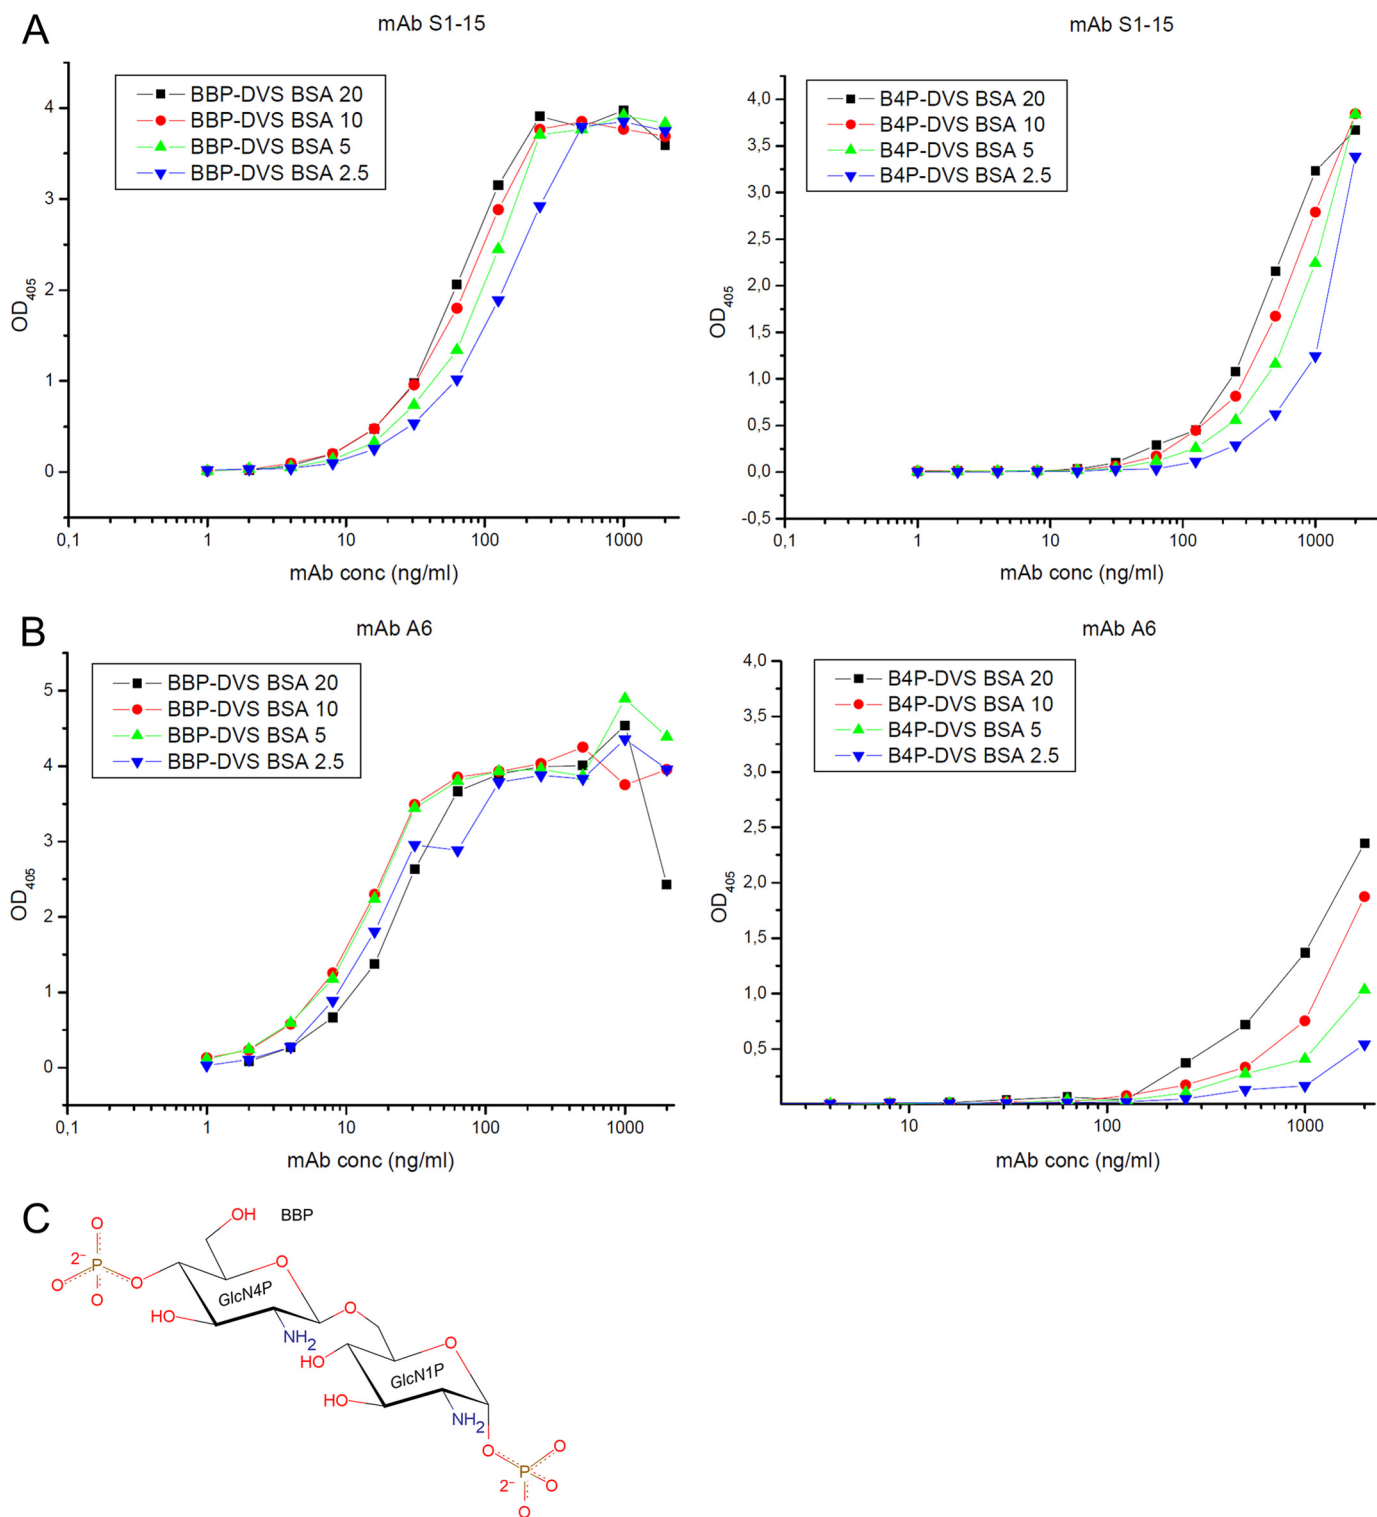 A
mAb S1-15
BBP-DVS BSA 20
BBP-DVS BSA 10
BBP-DVS BSA 5
BBP-DVS BSA 2.5
4
3
2
1
0
OD405
0,1
1
10
100
1000
mAb conc (ng/ml)
mAb S1-15
B4P-DVS BSA 20
B4P-DVS BSA 10
B4P-DVS BSA 5
B4P-DVS BSA 2.5
4,0
3,5
3,0
2,5
2,0
1,5
1,0
0,5
0,0
-0,5
OD405
0,1
1
10
100
1000
mAb conc (ng/ml)
B
mAb A6
BBP-DVS BSA 20
BBP-DVS BSA 10
BBP-DVS BSA 5
BBP-DVS BSA 2.5
5
4
3
2
1
0
OD405
0,1
1
10
100
1000
mAb conc (ng/ml)
mAb A6
B4P-DVS BSA 20
B4P-DVS BSA 10
B4P-DVS BSA 5
B4P-DVS BSA 2.5
4,0
3,5
3,0
2,5
2,0
1,5
1,0
0,5
OD405
10
100
1000
mAb conc (ng/ml)
C
BBP
OH
O
2−
P
O
O
O
O
GlcN4P
HO
NH2
O
O
HO
GlcN1P
HO
NH2
O
O
P
2−
O
O